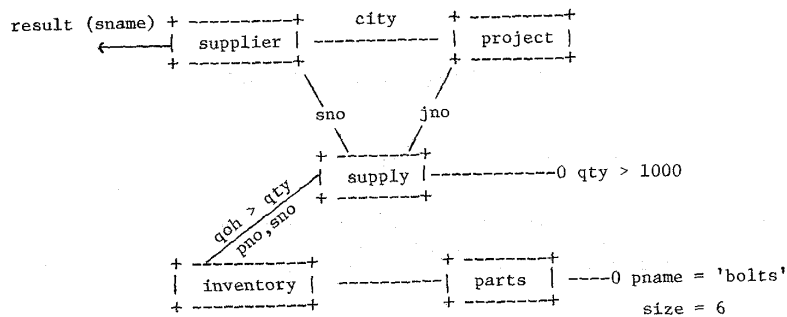 city
result (sname)
supplier
project
sno
jno
supply
qty > 1000
qoh > qty
pno,sno
inventory
parts
pname = 'bolts'
size = 6